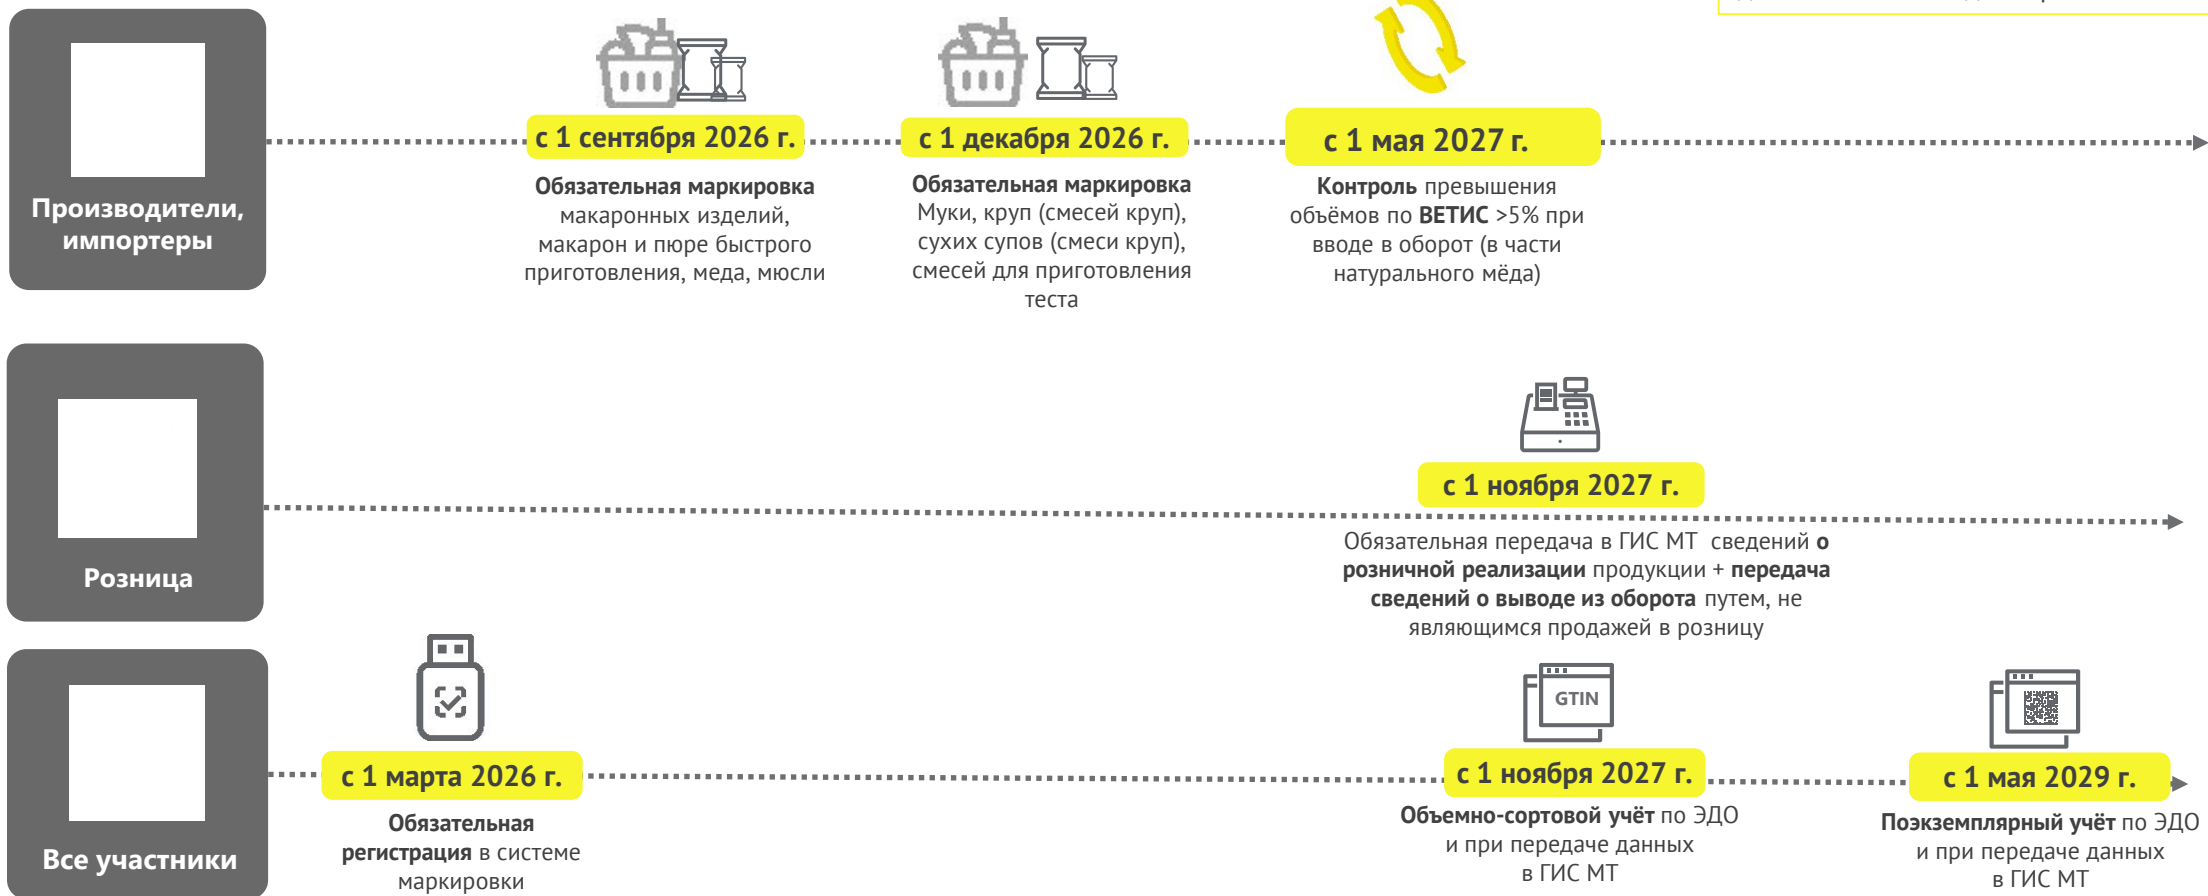 Производители,
импортеры
с 1 сентября 2026 г.
Обязательная маркировка
макаронных изделий,
макарон и пюре быстрого
приготовления, меда, мюсли
с 1 декабря 2026 г.
Обязательная маркировка
Муки, круп (смесей круп),
сухих супов (смеси круп),
смесей для приготовления
теста
с 1 мая 2027 г.
Контроль превышения
объёмов по ВЕТИС >5% при
вводе в оборот (в части
натурального мёда)
Розница
с 1 ноября 2027 г.
Обязательная передача в ГИС МТ сведений о
розничной реализации продукции + передача
сведений о выводе из оборота путем, не
являющимся продажей в розницу
Все участники
с 1 марта 2026 г.
Обязательная
регистрация в системе
маркировки
GTIN
с 1 ноября 2027 г.
Объемно-сортовой учёт по ЭДО
и при передаче данных
в ГИС МТ
с 1 мая 2029 г.
Поэкземплярный учёт по ЭДО
и при передаче данных
в ГИС МТ